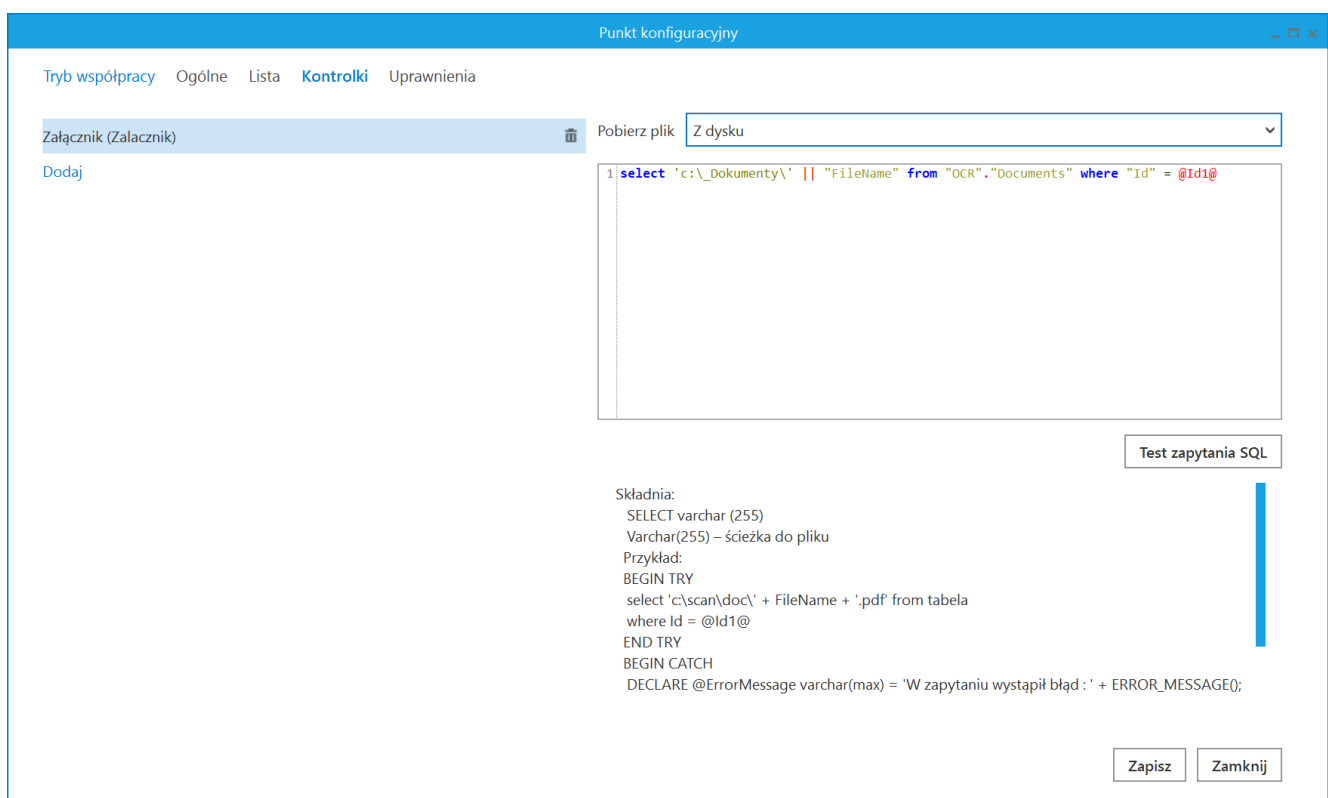 Punkt konfiguracyjny
Tryb współpracy Ogólne Lista Kontrolki Uprawnienia
Załącznik (Zalacznik)
Dodaj
Pobierz plik Z dysku
1 select 'c:\_Dokumenty\' || "FileName" from "OCR"."Documents" where "Id" = @Id1@
Test zapytania SQL
Składnia:
SELECT varchar (255)
Varchar(255) – ścieżka do pliku
Przykład:
BEGIN TRY
select 'c:\scan\doc\' + FileName + '.pdf' from tabela
where Id = @Id1@
END TRY
BEGIN CATCH
DECLARE @ErrorMessage varchar(max) = 'W zapytaniu wystąpił błąd : ' + ERROR_MESSAGE();
Zapisz Zamknij